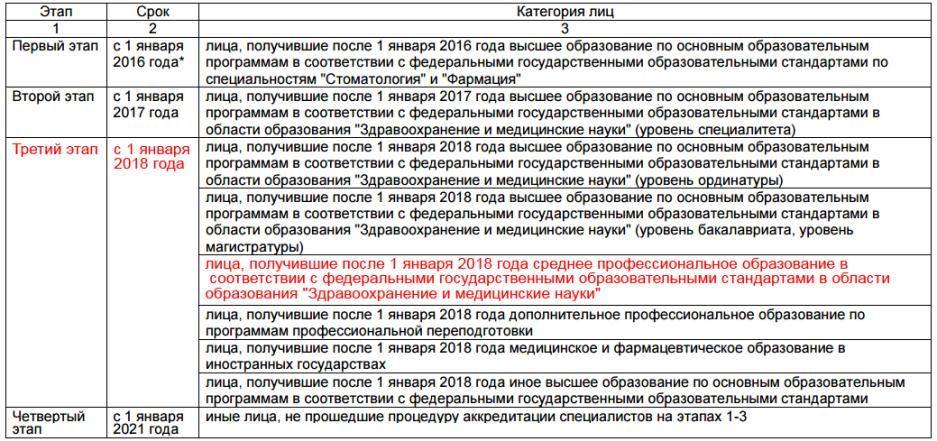 Этап Срок Категория лиц
1 2 3
Первый этап с 1 января 2016 года* лица, получившие после 1 января 2016 года высшее образование по основным образовательным
программам в соответствии с федеральными государственными образовательными стандартами по
специальностям "Стоматология" и "Фармация"
Второй этап с 1 января 2017 года лица, получившие после 1 января 2017 года высшее образование по основным образовательным
программам в соответствии с федеральными государственными образовательными стандартами в
области образования "Здравоохранение и медицинские науки" (уровень специалитета)
Третий этап с 1 января 2018 года лица, получившие после 1 января 2018 года высшее образование по основным образовательным
программам в соответствии с федеральными государственными образовательными стандартами в
области образования "Здравоохранение и медицинские науки" (уровень ординатуры)
лица, получившие после 1 января 2018 года высшее образование по основным образовательным
программам в соответствии с федеральными государственными образовательными стандартами в
области образования "Здравоохранение и медицинские науки" (уровень бакалавриата, уровень
магистратуры)
лица, получившие после 1 января 2018 года среднее профессиональное образование в
соответствии с федеральными государственными образовательными стандартами в области
образования "Здравоохранение и медицинские науки"
лица, получившие после 1 января 2018 года дополнительное профессиональное образование по
программам профессиональной переподготовки
лица, получившие после 1 января 2018 года медицинское и фармацевтическое образование в
иностранных государствах
лица, получившие после 1 января 2018 года иное высшее образование по основным образовательным
программам в соответствии с федеральными государственными образовательными стандартами
Четвертый этап с 1 января 2021 года иные лица, не прошедшие процедуру аккредитации специалистов на этапах 1-3